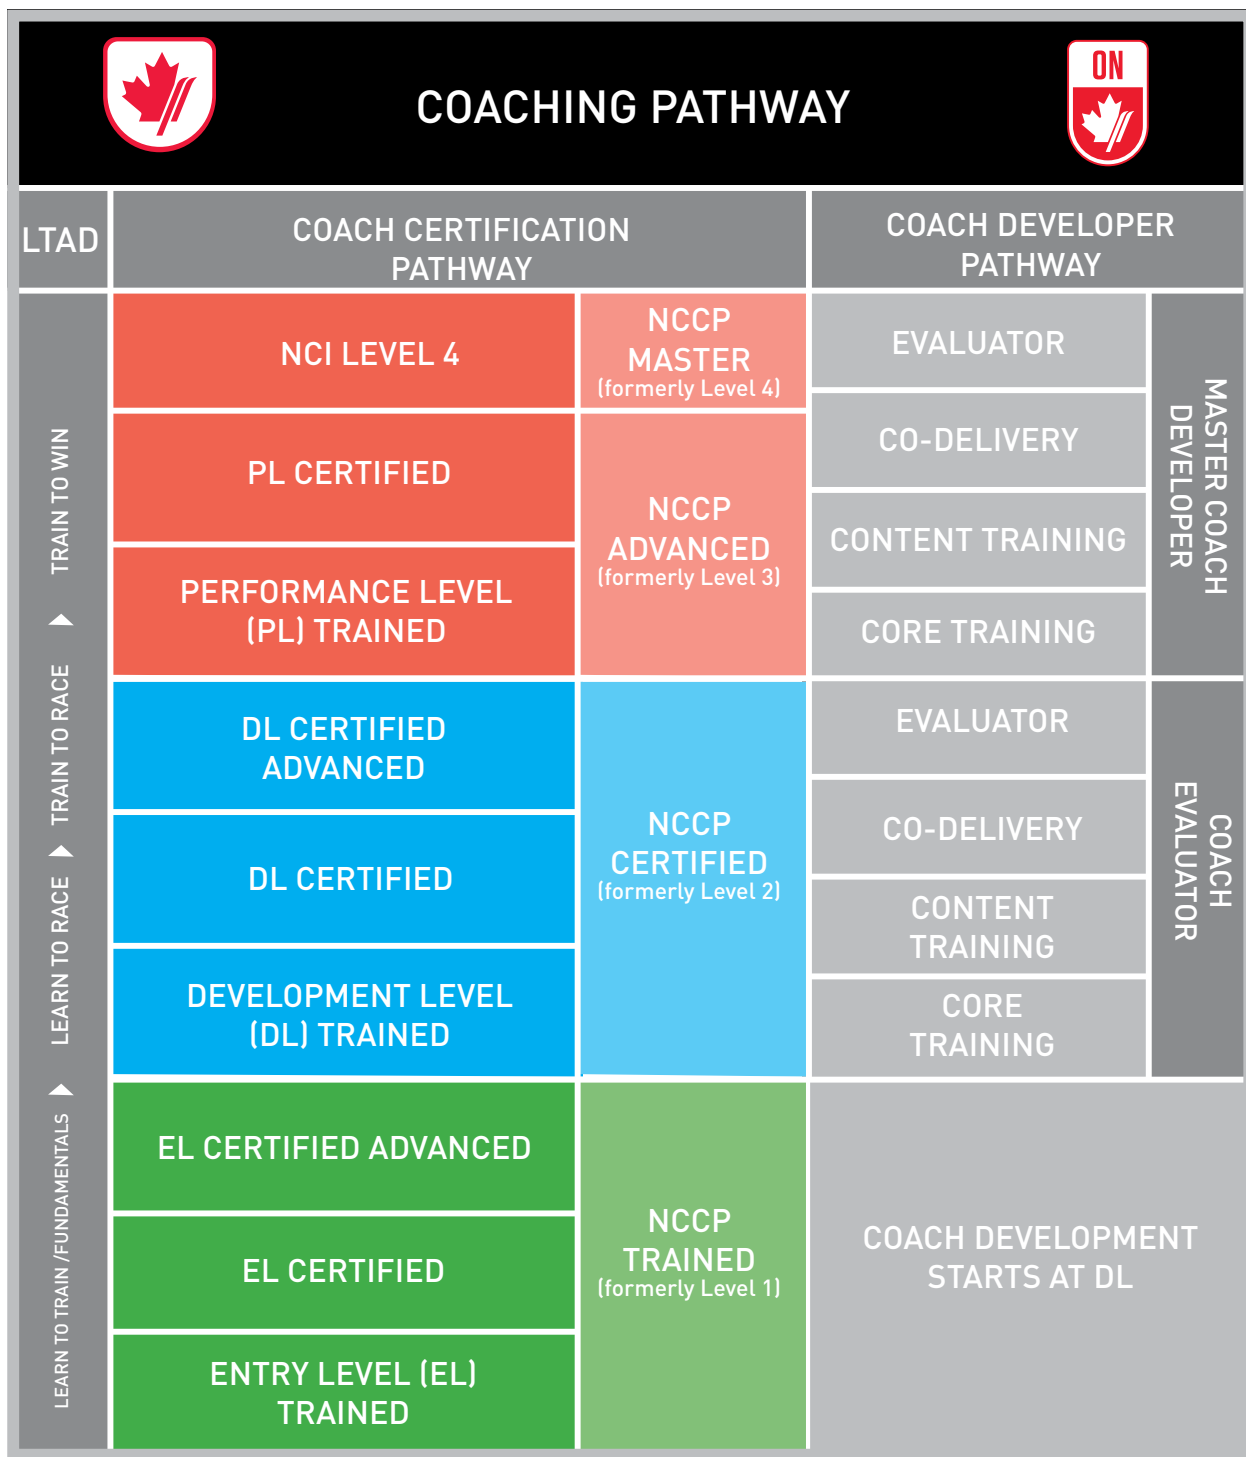 ON
COACHING PATHWAY
LTAD
COACH CERTIFICATION
PATHWAY
COACH DEVELOPER
PATHWAY
TRAIN TO WIN
TRAIN TO RACE
LEARN TO RACE
LEARN TO TRAIN /FUNDAMENTALS
NCI LEVEL 4
PL CERTIFIED
PERFORMANCE LEVEL
(PL) TRAINED
DL CERTIFIED
ADVANCED
DL CERTIFIED
DEVELOPMENT LEVEL
(DL) TRAINED
EL CERTIFIED ADVANCED
EL CERTIFIED
ENTRY LEVEL (EL)
TRAINED
NCCP
MASTER
(formerly Level 4)
NCCP
ADVANCED
(formerly Level 3)
NCCP
CERTIFIED
(formerly Level 2)
NCCP
TRAINED
(formerly Level 1)
EVALUATOR
CO-DELIVERY
CONTENT TRAINING
CORE TRAINING
MASTER COACH
DEVELOPER
EVALUATOR
CO-DELIVERY
CONTENT
TRAINING
CORE
TRAINING
COACH
EVALUATOR
COACH DEVELOPMENT
STARTS AT DL